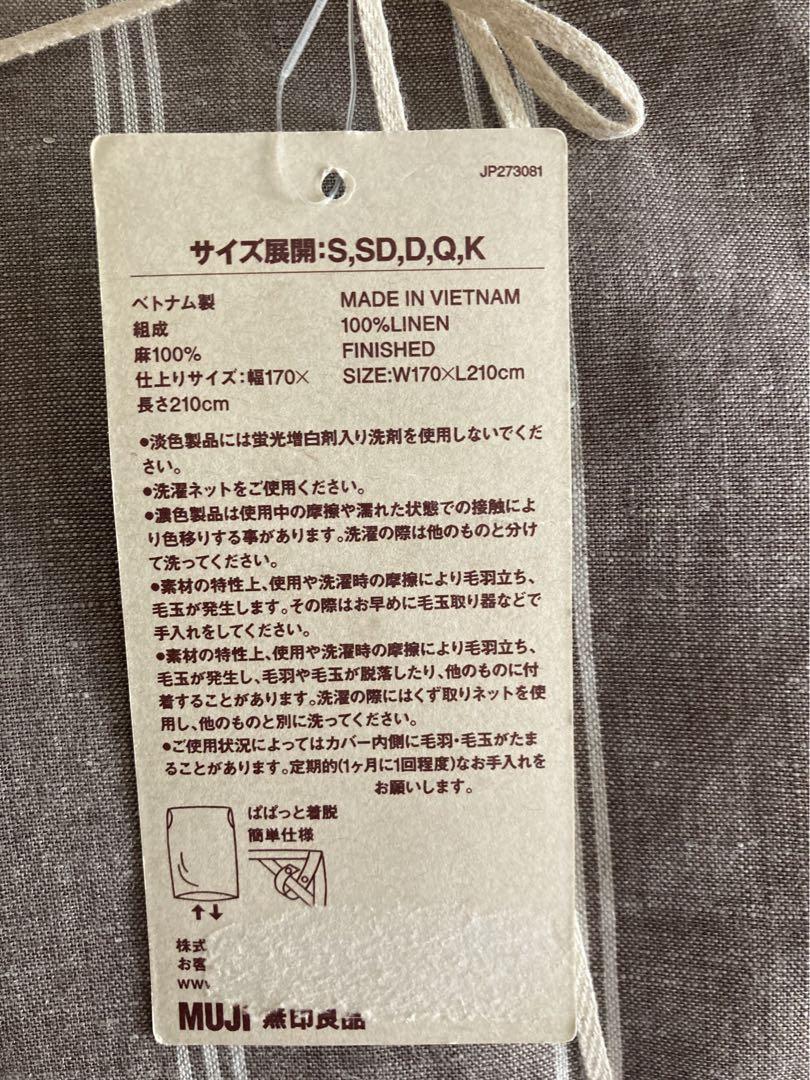 JP273081
サイズ展開:S,SD,D,Q,K
ベトナム製 MADE IN VIETNAM
組成 100%LINEN
麻100% FINISHED
仕上りサイズ:幅170× SIZE:W170×L210cm
長さ210cm
●淡色製品には蛍光増白剤入り洗剤を使用しないでくだ
さい。
●洗濯ネットをご使用ください。
●濃色製品は使用中の摩擦や濡れた状態での接触によ
り色移りする事があります。洗濯の際は他のものと分け
て洗ってください。
●素材の特性上、使用や洗濯時の摩擦により毛羽立ち、
毛玉が発生します。その際はお早めに毛玉取り器などで
手入れをしてください。
●素材の特性上、使用や洗濯時の摩擦により毛羽立ち、
毛玉が発生し、毛羽や毛玉が脱落したり、他のものに付
着することがあります。洗濯の際にはくず取りネットを使
用し、他のものと別に洗ってください。
●ご使用状況によってはカバー内側に毛羽・毛玉がたま
ることがあります。定期的(1ヶ月に1回程度)なお手入れを
お願いします。
ぱぱっと着脱
簡単仕様
株式
お客
www.
MUJI 無印良品